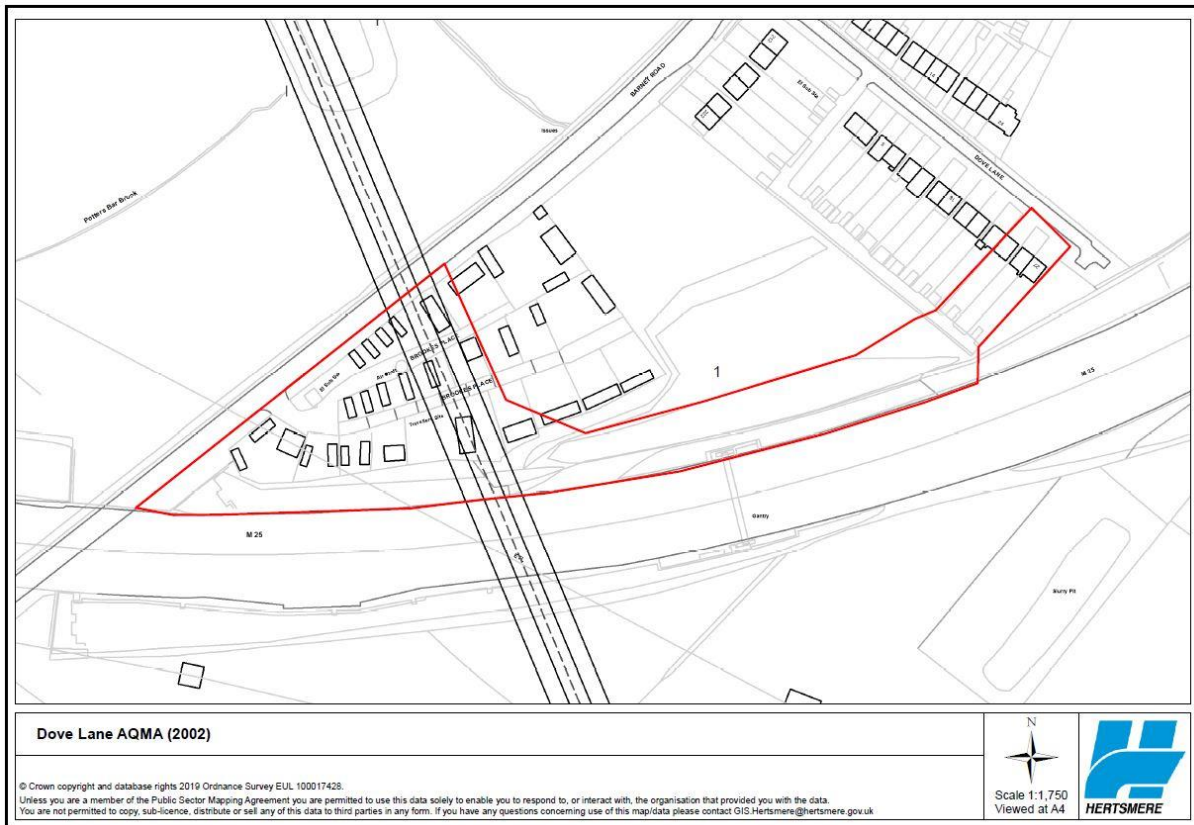 BARNET ROAD
El Sub Sta
Issues
DOVE LANE
Potters Bar Brook
22
BROOKES PLACE
El Sub Sta
BROOKES PLACE
1
M 25
M 25
Gantry
Slurry Pit
Dove Lane AQMA (2002)
© Crown copyright and database rights 2019 Ordnance Survey EUL 100017428.
Unless you are a member of the Public Sector Mapping Agreement you are permitted to use this data solely to enable you to respond to, or interact with, the organisation that provided you with the data.
You are not permitted to copy, sub-licence, distribute or sell any of this data to third parties in any form. If you have any questions concerning use of this map/data please contact GIS.Hertsmere@hertsmere.gov.uk
N
Scale 1:1,750
Viewed at A4
HERTSMERE